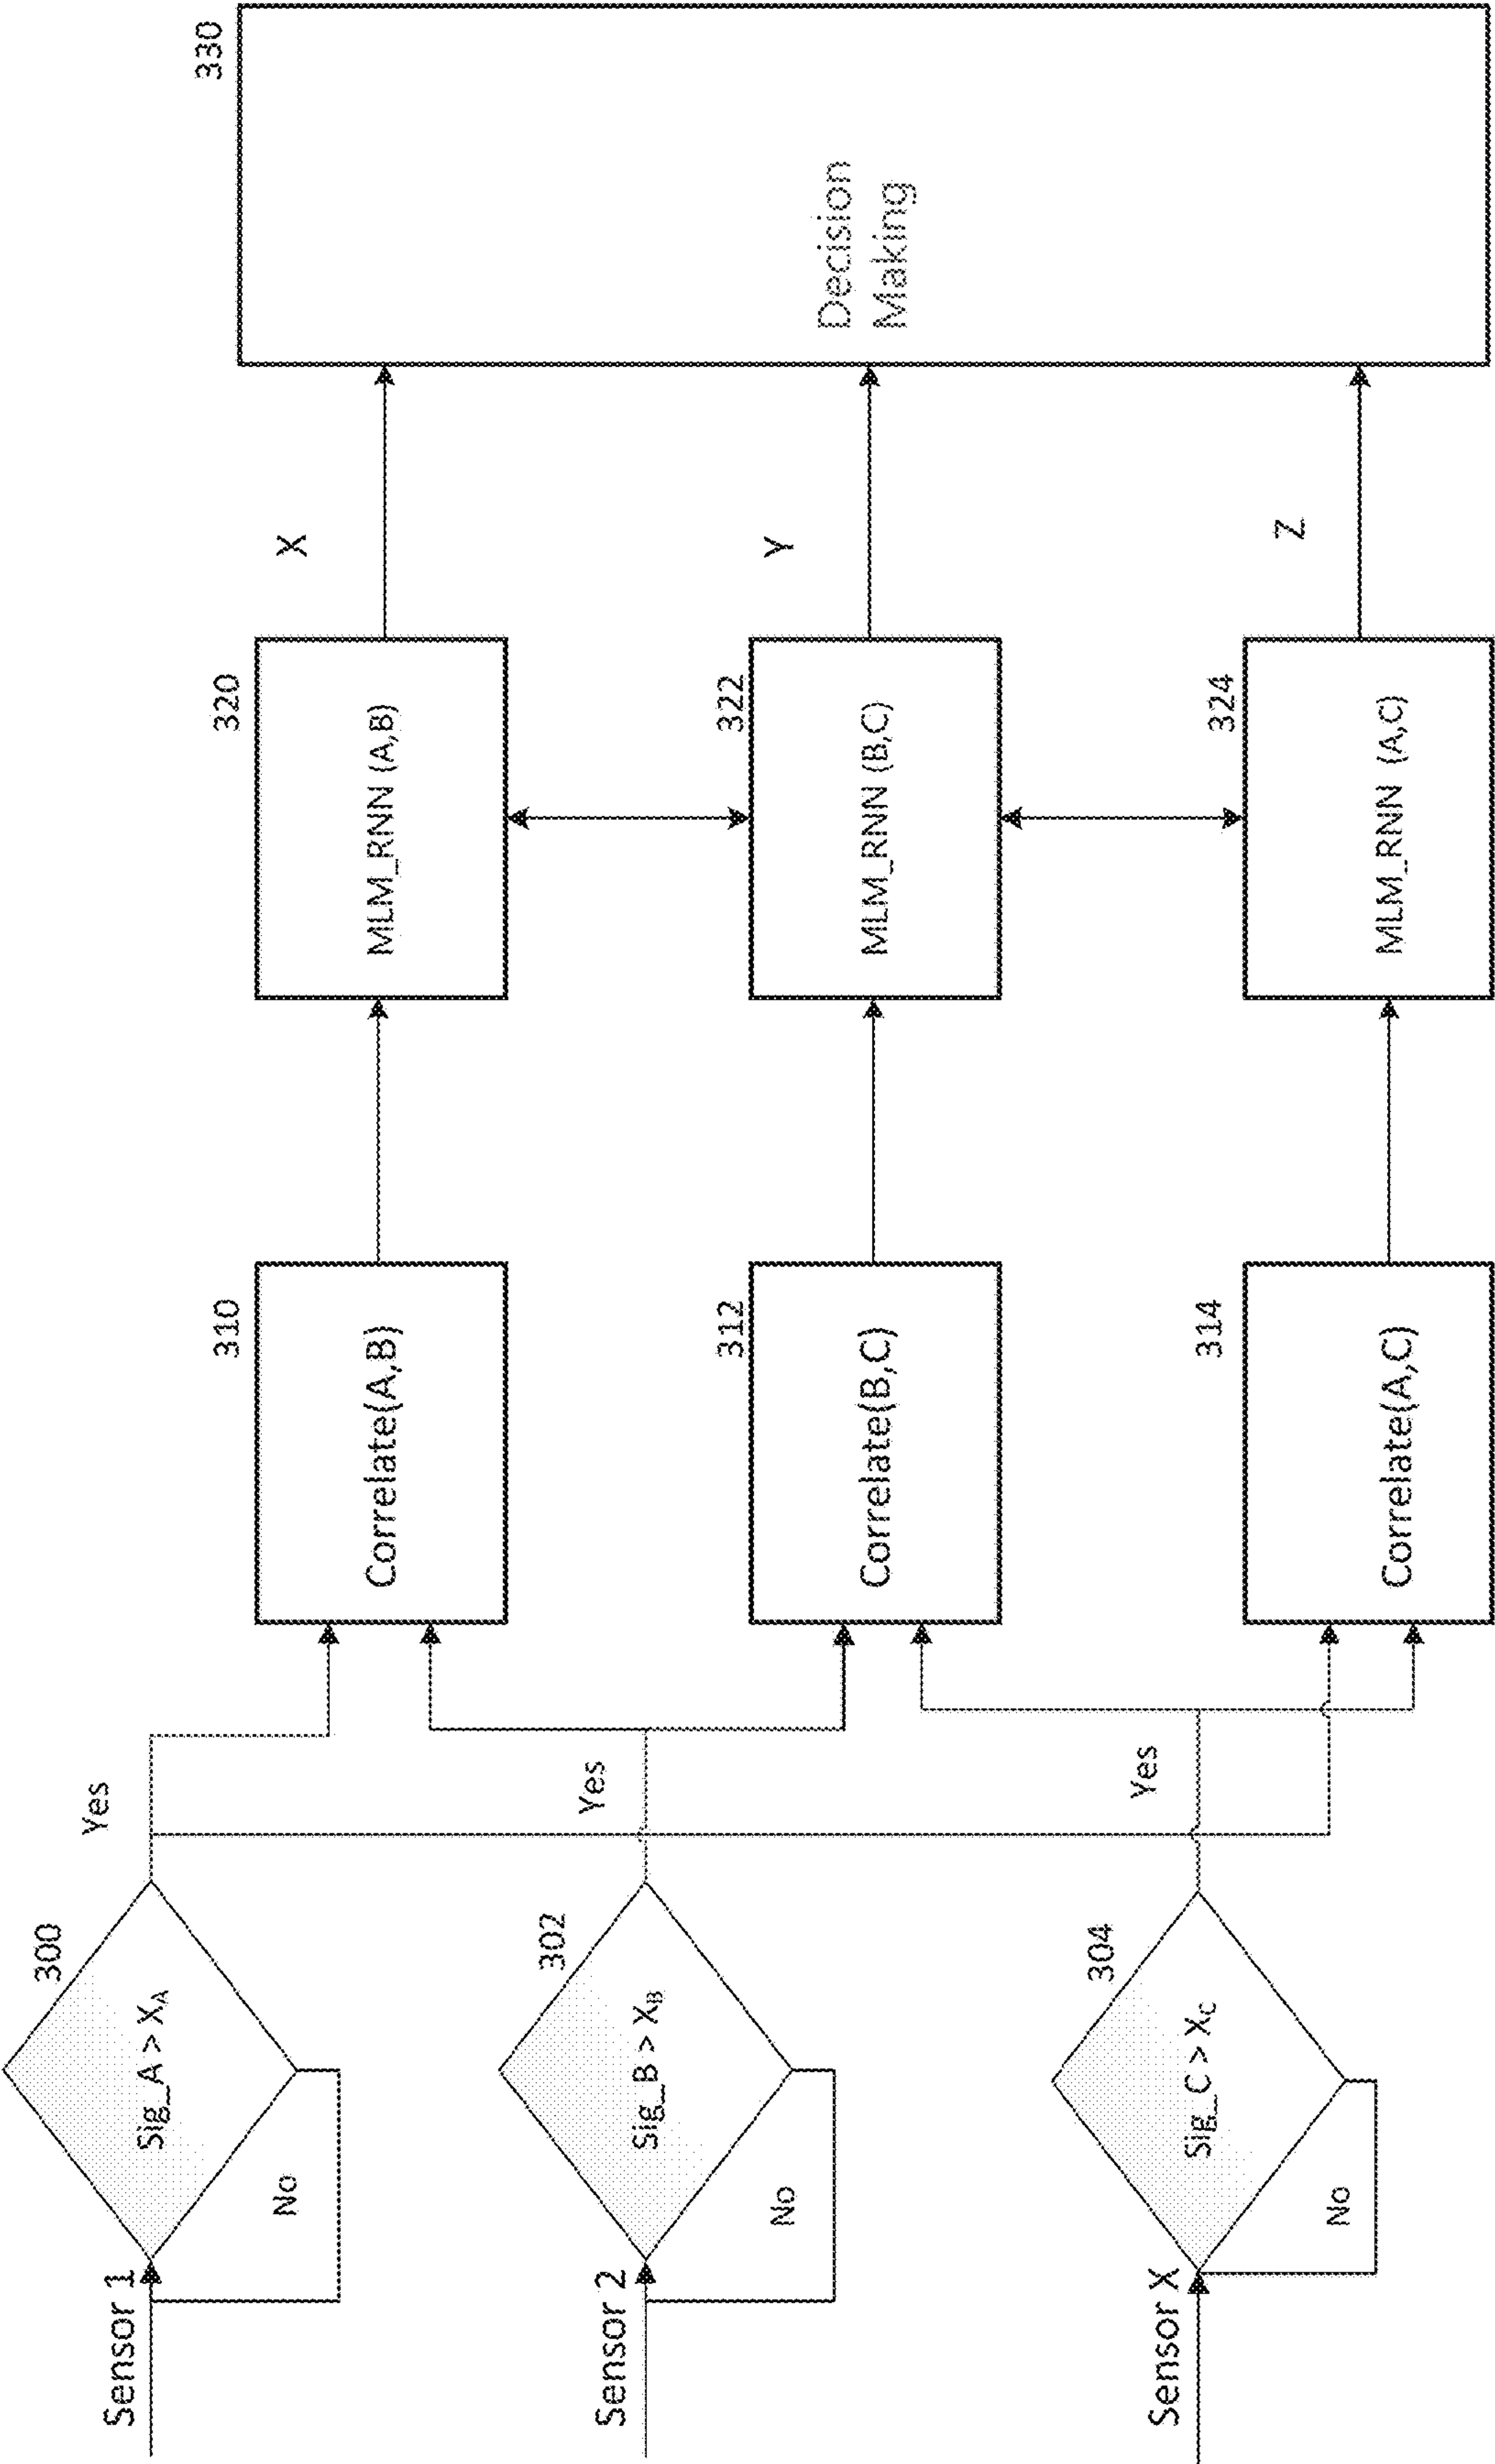 Sensor 1
300
Sig_A > XA
No
Yes
310
Correlate(A,B)
320
MLM_RNN (A,B)
X
330
Decision
Making
Sensor 2
302
Sig_B > XB
No
Yes
312
Correlate(B,C)
322
MLM_RNN (B,C)
Y
Sensor X
304
Sig_C > XC
No
Yes
314
Correlate(A,C)
324
MLM_RNN (A,C)
Z